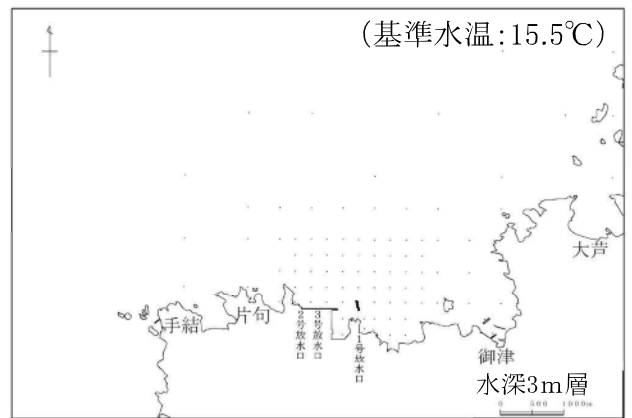 (基準水温:15.5℃)
大芦
手結
片句
2号放水口
3号放水口
1号放水口
御津
水深3m層
0 500 1000m